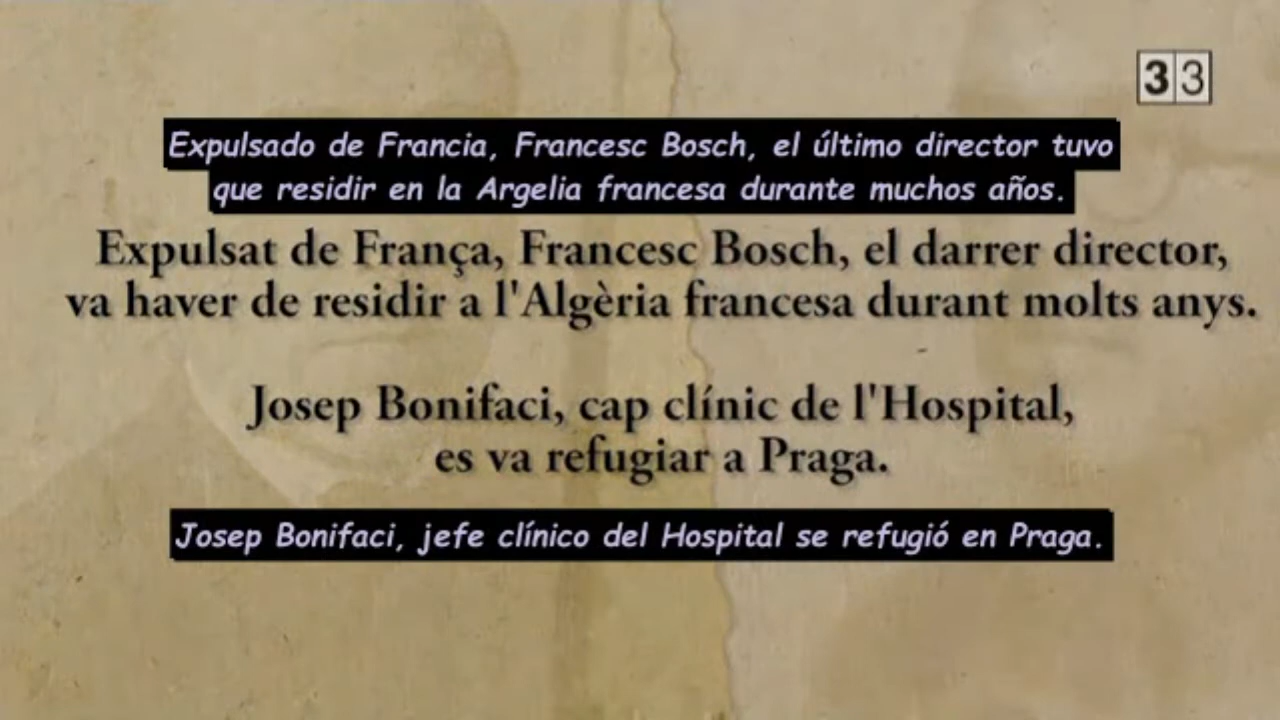 33
Expulsado de Francia, Francesc Bosch, el último director tuvo
que residir en la Argelia francesa durante muchos años.
Expulsat de França, Francesc Bosch, el darrer director,
va haver de residir a l'Algèria francesa durant molts anys.
Josep Bonifaci, cap clínic de l'Hospital,
es va refugiar a Praga.
Josep Bonifaci, jefe clínico del Hospital se refugió en Praga.